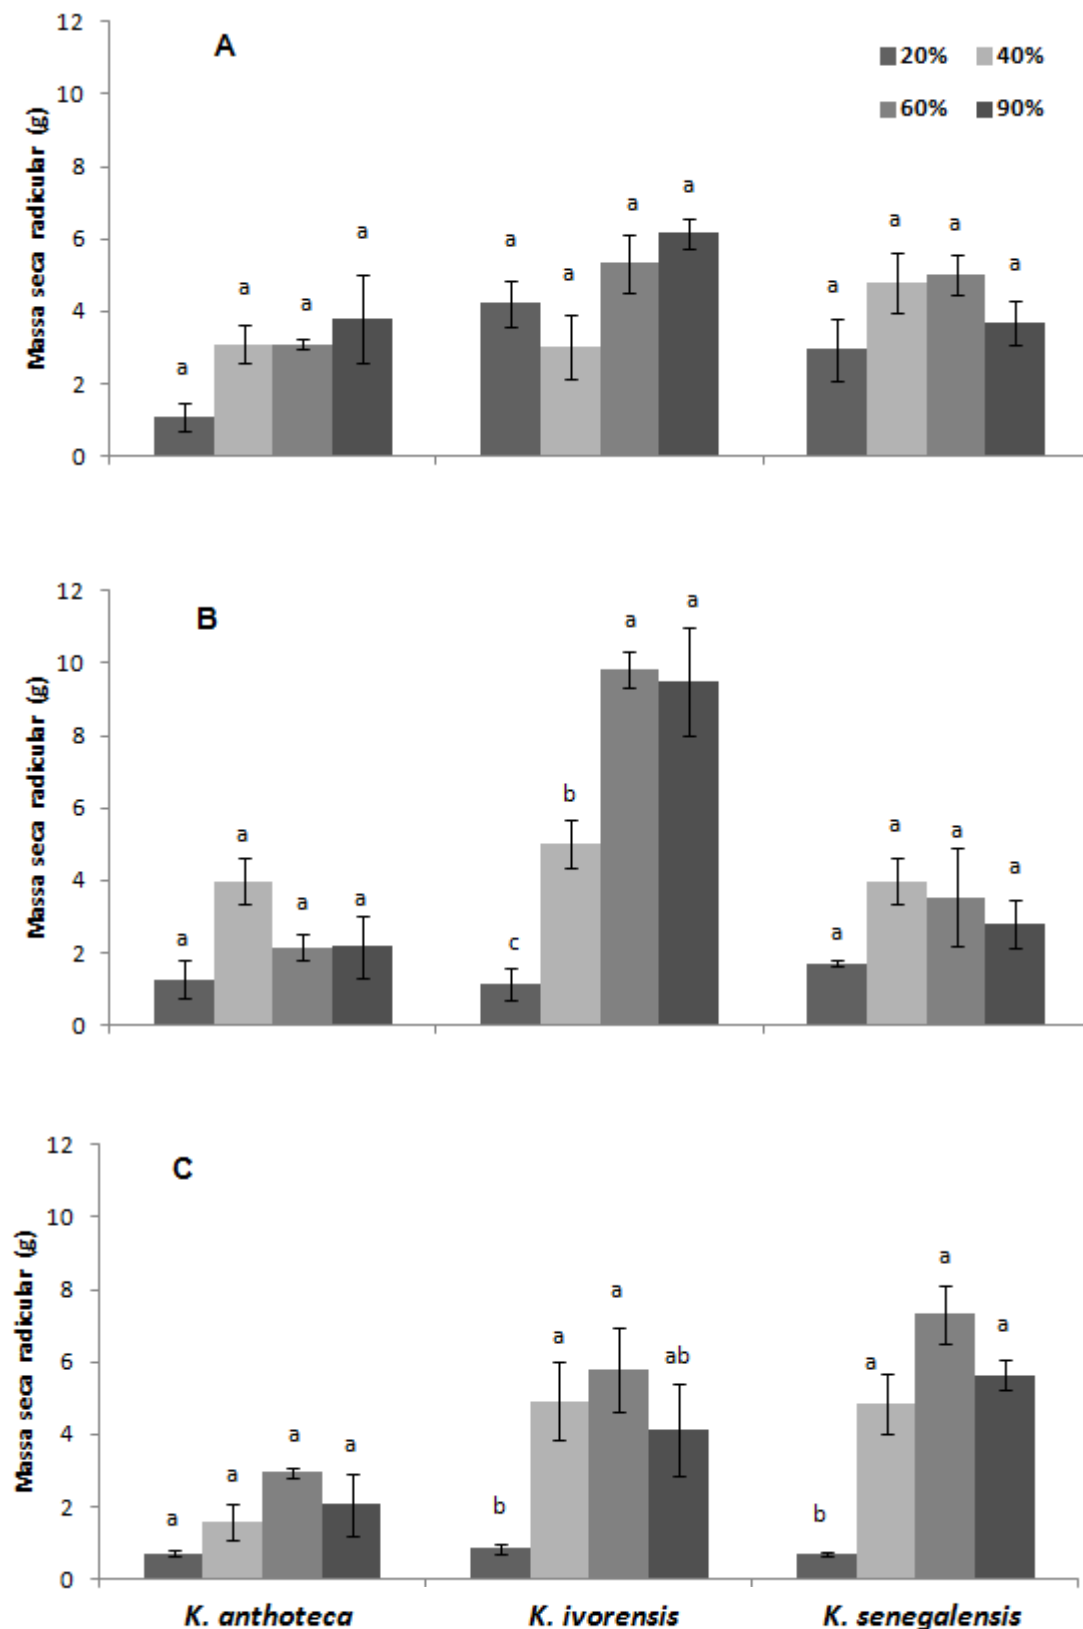 12
A
20% 40%
10
60% 90%
8
Massa seca radicular (g)
a
a
a a
a
6
a
a
a
a
a
a
4
a
2
0
12
B
a
a
10
8
Massa seca radicular (g)
6
b
a
a
a
4
a
a
a
a
c
a
2
0
12
C
10
a
8
Massa seca radicular (g)
a
a
a
6
ab
a
4
a
a
a
2
b
b
a
0
K. anthoteca K. ivorensis K. senegalensis